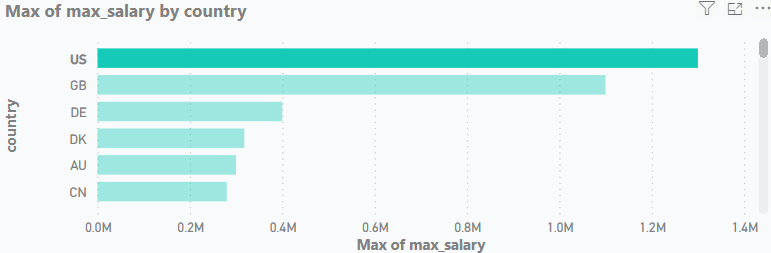 Max of max_salary by country
country
US
GB
DE
DK
AU
CN
0.0M 0.2M 0.4M 0.6M 0.8M 1.0M 1.2M 1.4M
Max of max_salary